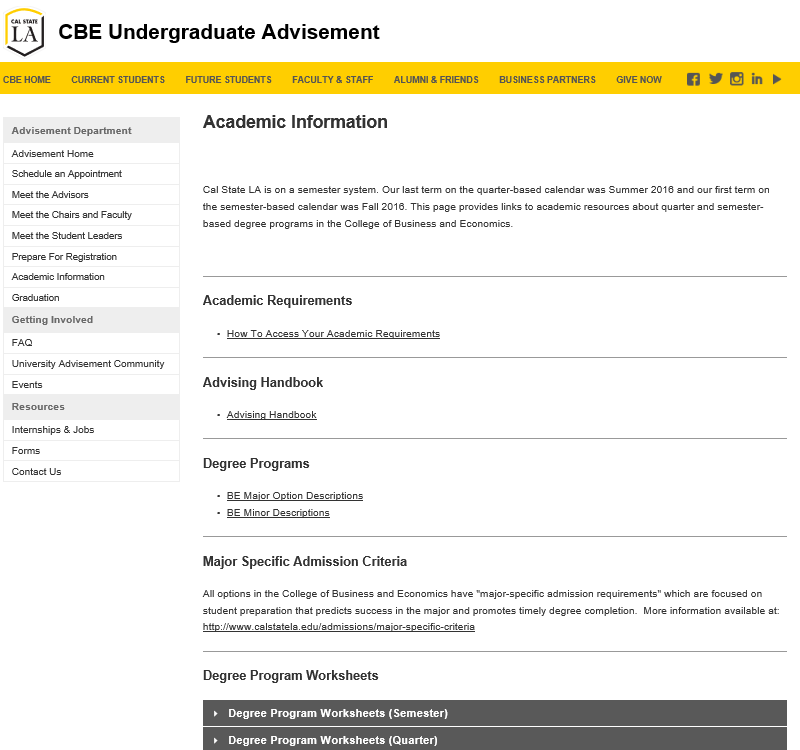 CAL STATE
LA
CBE Undergraduate Advisement
CBE HOME CURRENT STUDENTS FUTURE STUDENTS FACULTY & STAFF ALUMNI & FRIENDS BUSINESS PARTNERS GIVE NOW
Advisement Department
Advisement Home
Schedule an Appointment
Meet the Advisors
Meet the Chairs and Faculty
Meet the Student Leaders
Prepare For Registration
Academic Information
Graduation
Getting Involved
FAQ
University Advisement Community
Events
Resources
Internships & Jobs
Forms
Contact Us
Academic Information
Cal State LA is on a semester system. Our last term on the quarter-based calendar was Summer 2016 and our first term on
the semester-based calendar was Fall 2016. This page provides links to academic resources about quarter and semester-
based degree programs in the College of Business and Economics.
Academic Requirements
• How To Access Your Academic Requirements
Advising Handbook
• Advising Handbook
Degree Programs
• BE Major Option Descriptions
• BE Minor Descriptions
Major Specific Admission Criteria
All options in the College of Business and Economics have "major-specific admission requirements" which are focused on
student preparation that predicts success in the major and promotes timely degree completion.  More information available at:
http://www.calstatela.edu/admissions/major-specific-criteria
Degree Program Worksheets
Degree Program Worksheets (Semester)
Degree Program Worksheets (Quarter)